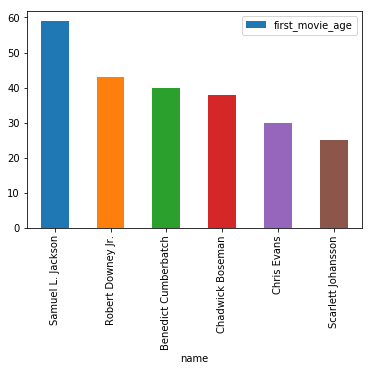 60
50
40
30
20
10
0
first_movie_age
Samuel L. Jackson
Robert Downey Jr.
Benedict Cumberbatch
Chadwick Boseman
Chris Evans
Scarlett Johansson
name